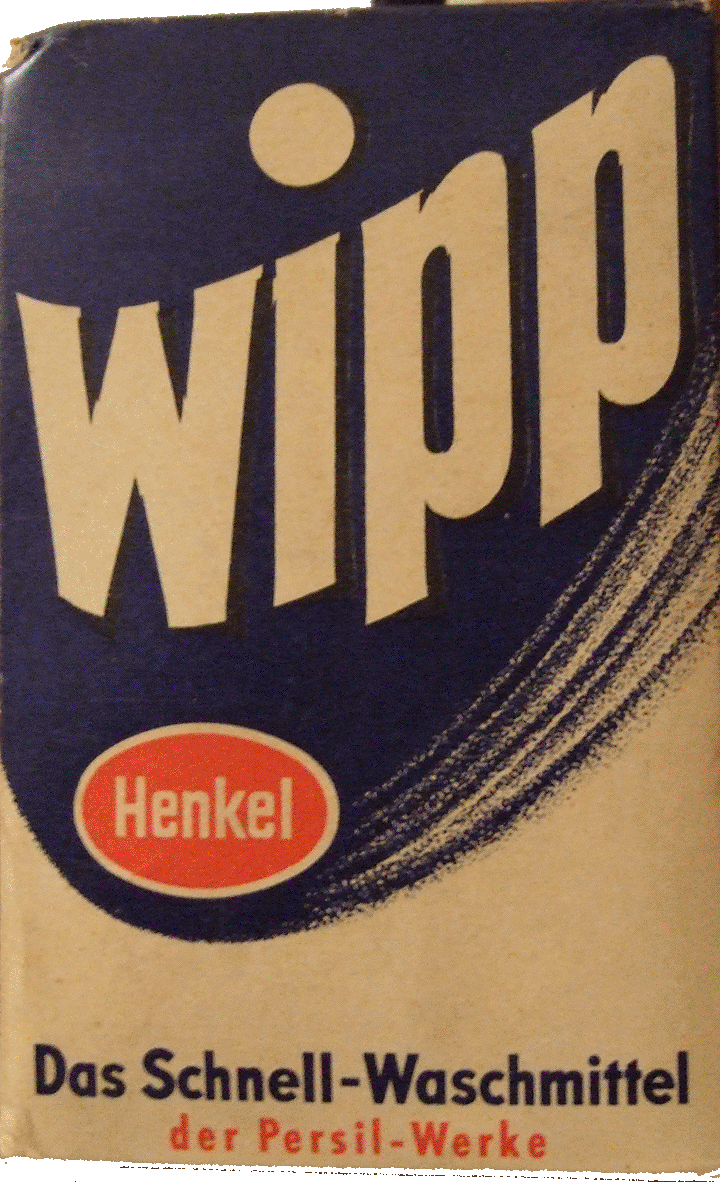 wipp
Henkel
Das Schnell-Waschmittel
der Persil-Werke